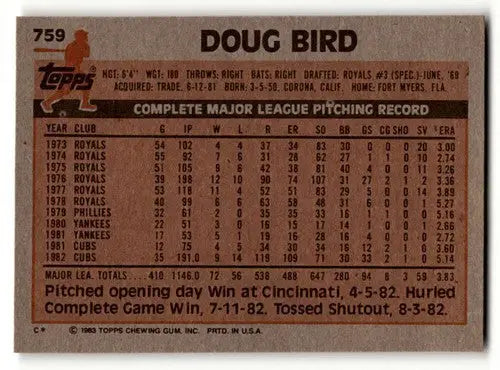 759
DOUG BIRD
Topps
HGT: 6'4" WGT: 180 THROWS: RIGHT BATS: RIGHT DRAFTED: ROYALS #3 (SPEC.)-JUNE, '69
ACQUIRED: TRADE, 6-12-81 BORN: 3-5-50, CORONA, CALIF. HOME: FORT MYERS, FLA.
COMPLETE MAJOR LEAGUE PITCHING RECORD
YEAR CLUB G IP W L R ER SO BB GS CG SHO SV ERA
1973 ROYALS 54 102 4 4 37 34 83 30 0 0 0 20 3.00
1974 ROYALS 55 92 7 6 31 28 62 27 1 1 0 10 2.74
1975 ROYALS 51 105 9 6 42 38 81 40 4 0 0 11 3.26
1976 ROYALS 39 198 12 10 90 74 107 31 27 2 1 2 3.36
1977 ROYALS 53 118 11 4 52 51 83 29 5 0 0 14 3.89
1978 ROYALS 40 99 6 6 58 48 31 6 0 0 1 5.27
1979 PHILLIES 32 61 2 0 35 35 33 16 1 1 0 0 5.16
1980 YANKEES 22 51 3 0 15 17 14 1 0 0 1
1981 YANKEES 17 53 5 1 19 16 28 16 4 0 0 0 2.72
1981 CUBS 12 75 4 5 34 30 34 16 12 2 1 0 3.60
1982 CUBS 35 191.0 9 14 119 109 71 30 33 2 1 0 5.14
MAJOR LEA. TOTALS.... 410 1146.0 72 56 538 488 647 280 94 8 3 3.83
Pitched opening day Win at Cincinnati, 4-5-82. Hurled
Complete Game Win, 7-11-82. Tossed Shutout, 8-3-82.
C* © 1983 TOPPS CHEWING GUM, INC. PRTD. IN U.S.A.